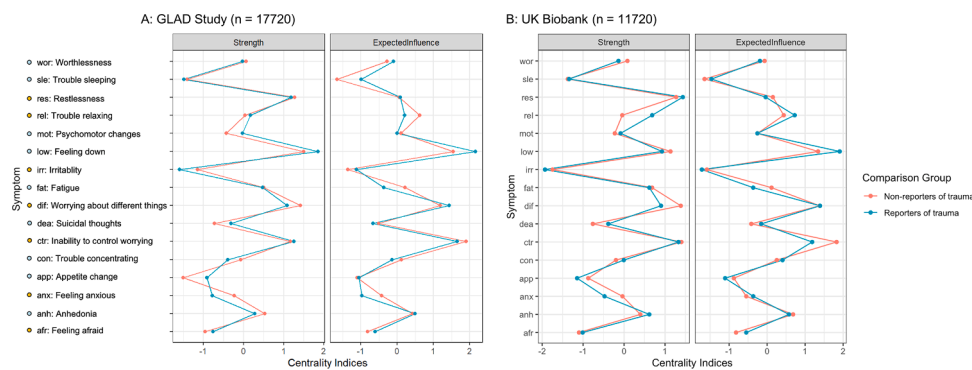 A: GLAD Study (n = 17720)
B: UK Biobank (n = 11720)
Strength
ExpectedInfluence
Strength
ExpectedInfluence
Symptom
wor: Worthlessness
sle: Trouble sleeping
res: Restlessness
rel: Trouble relaxing
mot: Psychomotor changes
low: Feeling down
irr: Irritablity
fat: Fatigue
dif: Worrying about different things
dea: Suicidal thoughts
ctr: Inability to control worrying
con: Trouble concentrating
app: Appetite change
anx: Feeling anxious
anh: Anhedonia
afr: Feeling afraid
-1 0 1 2 -1 0 1 2
Centrality Indices
Symptom
wor
sle
res
rel
mot
low
irr
fat
dif
dea
ctr
con
app
anx
anh
afr
-2 -1 0 1 -1 0 1 2
Centrality Indices
Comparison Group
Non-reporters of trauma
Reporters of trauma